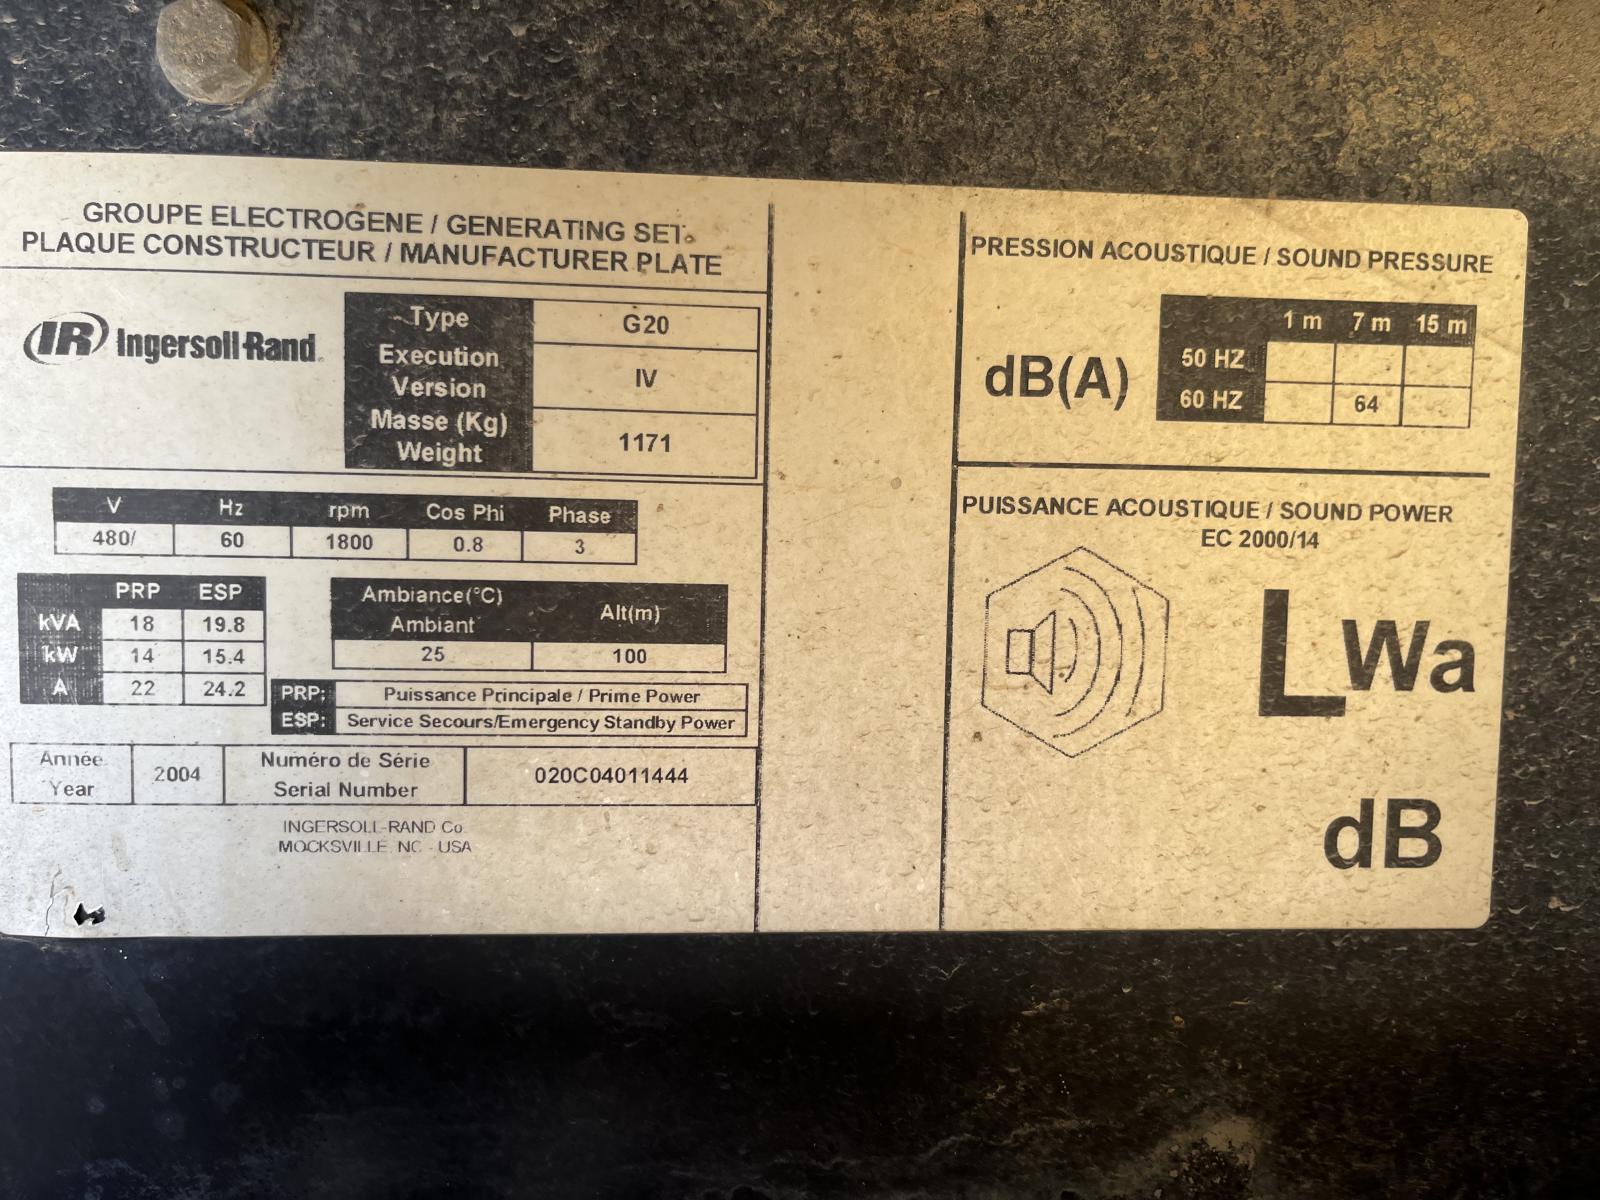 GROUPE ELECTROGENE / GENERATING SET
PLAQUE CONSTRUCTEUR / MANUFACTURER PLATE
IR Ingersoll-Rand
Type G20
Execution
Version IV
Masse (Kg)
Weight 1171
V Hz rpm Cos Phi Phase
480/ 60 1800 0.8 3
PRP ESP
kVA 18 19.8
kW 14 15.4
A 22 24.2
Ambiance(°C)
Ambiant Alt(m)
25 100
PRP: Puissance Principale / Prime Power
ESP: Service Secours/Emergency Standby Power
Année
Year 2004
Numéro de Série
Serial Number 020C04011444
INGERSOLL-RAND Co.
MOCKSVILLE NC - USA
PRESSION ACOUSTIQUE / SOUND PRESSURE
dB(A)
1 m 7 m 15 m
50 HZ
60 HZ 64
PUISSANCE ACOUSTIQUE / SOUND POWER
EC 2000/14
LWa
dB